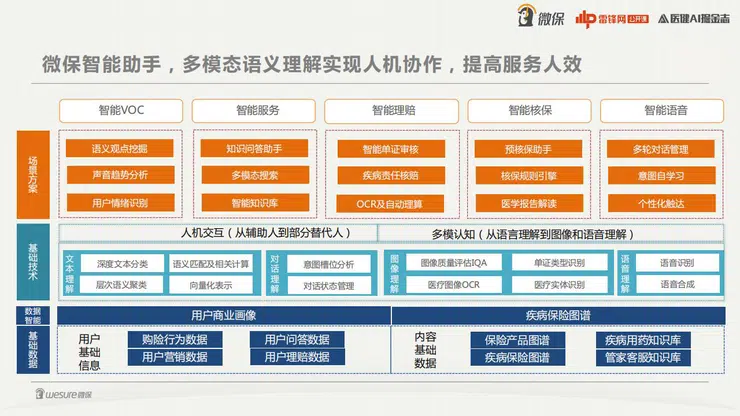 微保
雷锋网
公开课
医健AI掘金志
微保智能助手，多模态语义理解实现人机协作，提高服务人效
智能VOC
智能服务
智能理赔
智能核保
智能语音
场景方案
语义观点挖掘
知识问答助手
智能单证审核
预核保助手
多轮对话管理
声音趋势分析
多模态搜索
疾病责任核赔
核保规则引擎
意图自学习
用户情绪识别
智能知识库
OCR及自动理算
医学报告解读
个性化触达
基础技术
人机交互（从辅助人到部分替代人）
多模认知（从语言理解到图像和语音理解）
文本理解
深度文本分类
语义匹配及相关计算
层次语义聚类
向量化表示
对话理解
意图槽位分析
对话状态管理
图像理解
图像质量评估IQA
单证类型识别
医疗图像OCR
医疗实体识别
语音理解
语音识别
语音合成
数据智能
用户商业画像
疾病保险图谱
基础数据
用户基础信息
购险行为数据
用户问答数据
用户营销数据
用户理赔数据
内容基础数据
保险产品图谱
疾病用药知识库
疾病保险图谱
管家客服知识库
wesure微保